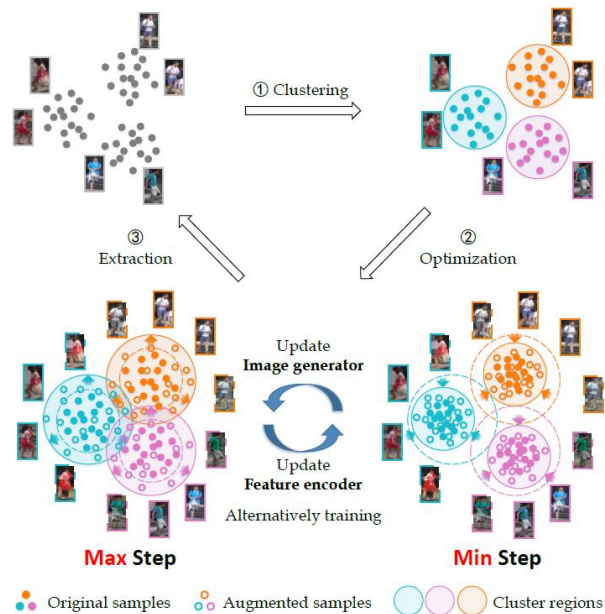 ① Clustering
③
Extraction
②
Optimization
Update
Image generator
Update
Feature encoder
Alternatively training
Max Step
Min Step
Original samples
Augmented samples
Cluster regions